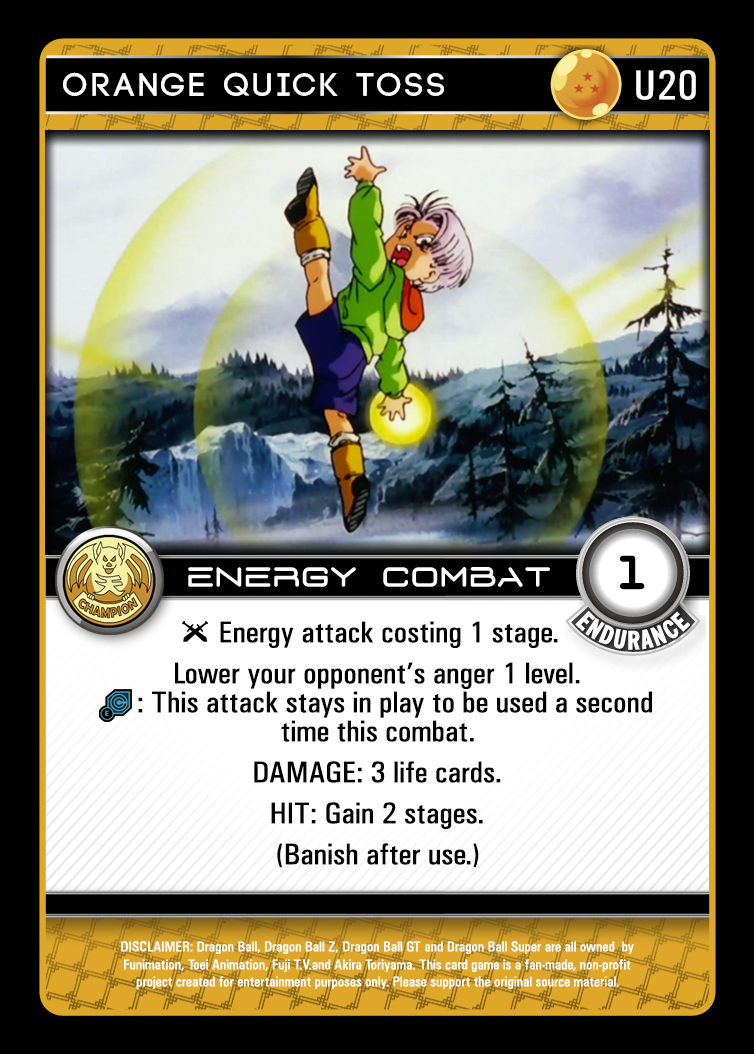 ORANGE QUICK TOSS
U20
CHAMPION
ENERGY COMBAT
1
ENDURANCE
Energy attack costing 1 stage.
Lower your opponent's anger 1 level.
C E : This attack stays in play to be used a second
time this combat.
DAMAGE: 3 life cards.
HIT: Gain 2 stages.
(Banish after use.)
DISCLAIMER: Dragon Ball, Dragon Ball Z, Dragon Ball GT and Dragon Ball Super are all owned by
Funimation, Toei Animation, Fuji T.V.and Akira Toriyama. This card game is a fan-made, non-profit
project created for entertainment purposes only. Please support the original source material.